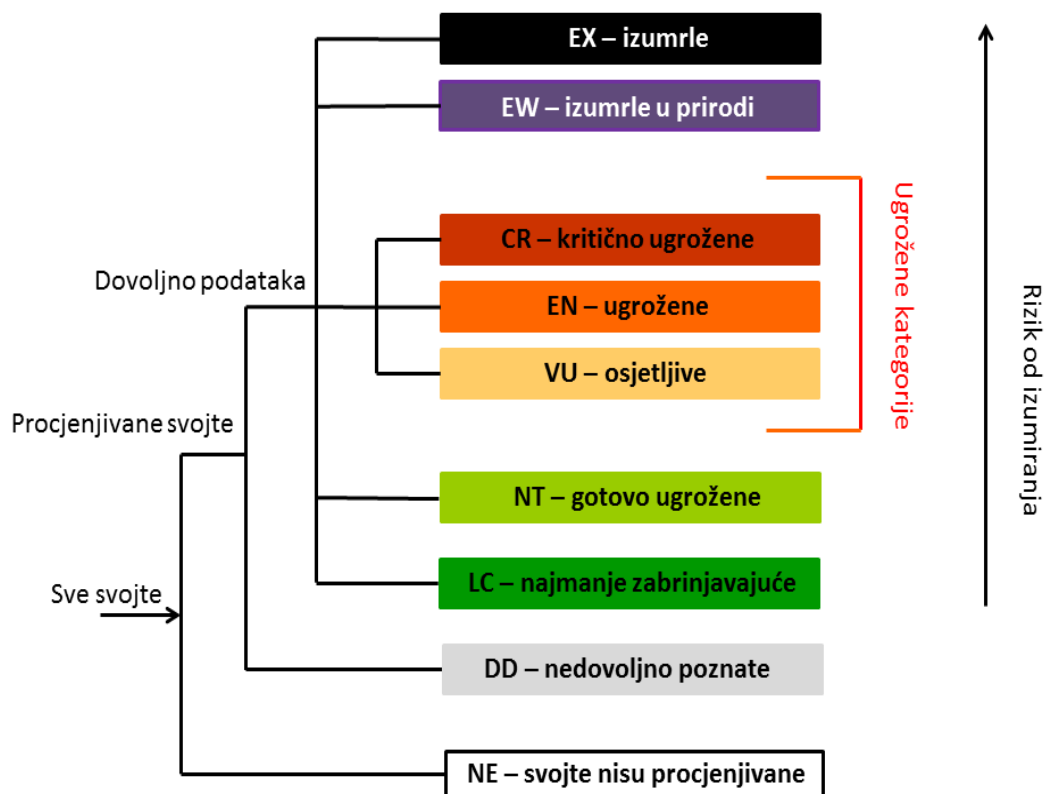 EX – izumrle
EW – izumrle u prirodi
CR – kritično ugrožene
Dovoljno podataka
EN – ugrožene
VU – osjetljive
Ugrožene kategorije
Rizik od izumiranja
Procjenjivane svojte
NT – gotovo ugrožene
LC – najmanje zabrinjavajuće
Sve svojte
DD – nedovoljno poznate
NE – svojte nisu procjenjivane